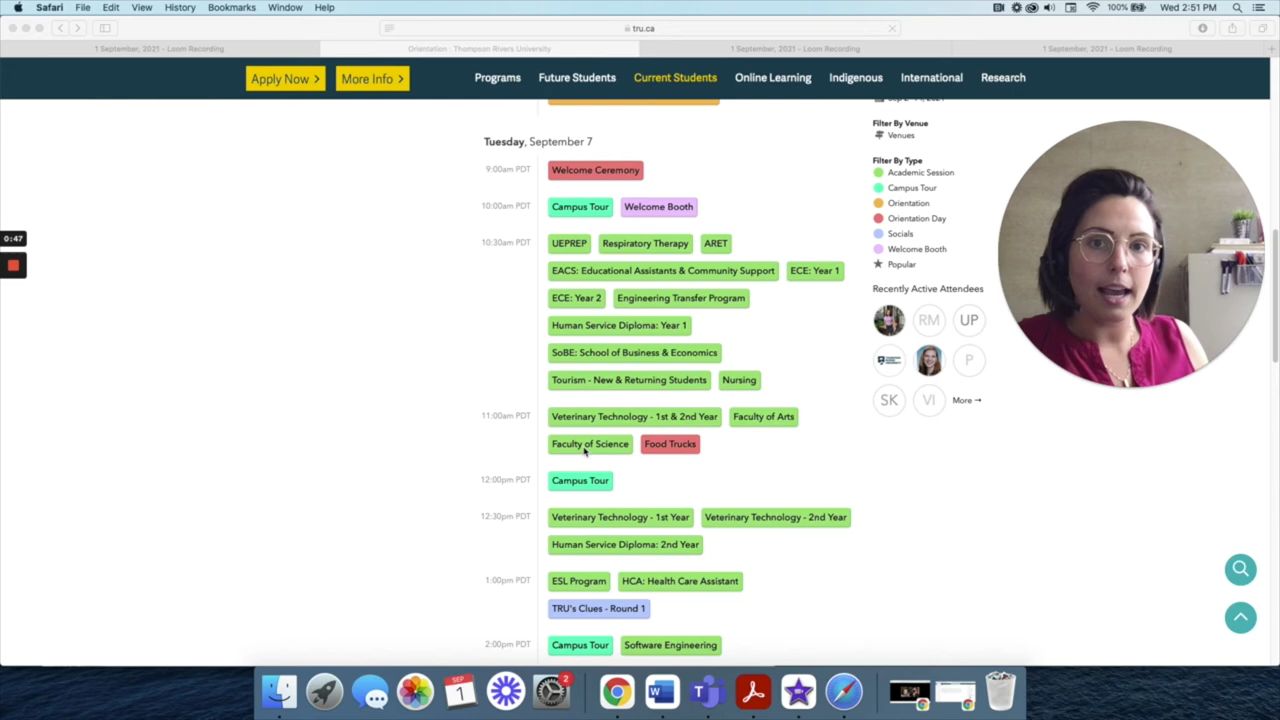 Safari File Edit View History Bookmarks Window Help 100% Wed 2:51 PM
tru.ca
1 September, 2021 - Loom Recording Orientation : Thompson Rivers University 1 September, 2021 - Loom Recording 1 September, 2021 - Loom Recording
Apply Now More Info Programs Future Students Current Students Online Learning Indigenous International Research
Tuesday, September 7
9:00am PDT Welcome Ceremony
10:00am PDT Campus Tour Welcome Booth
10:30am PDT UEPREP Respiratory Therapy ARET
EACS: Educational Assistants & Community Support ECE: Year 1
ECE: Year 2 Engineering Transfer Program
Human Service Diploma: Year 1
SoBE: School of Business & Economics
Tourism - New & Returning Students Nursing
11:00am PDT Veterinary Technology - 1st & 2nd Year Faculty of Arts
Faculty of Science Food Trucks
12:00pm PDT Campus Tour
12:30pm PDT Veterinary Technology - 1st Year Veterinary Technology - 2nd Year
Human Service Diploma: 2nd Year
1:00pm PDT ESL Program HCA: Health Care Assistant
TRU's Clues - Round 1
2:00pm PDT Campus Tour Software Engineering
Filter By Venue
Venues
Filter By Type
Academic Session
Campus Tour
Orientation
Orientation Day
Socials
Welcome Booth
Popular
Recently Active Attendees
RM UP
P
SK VI More →
0:47
SEP
1
2